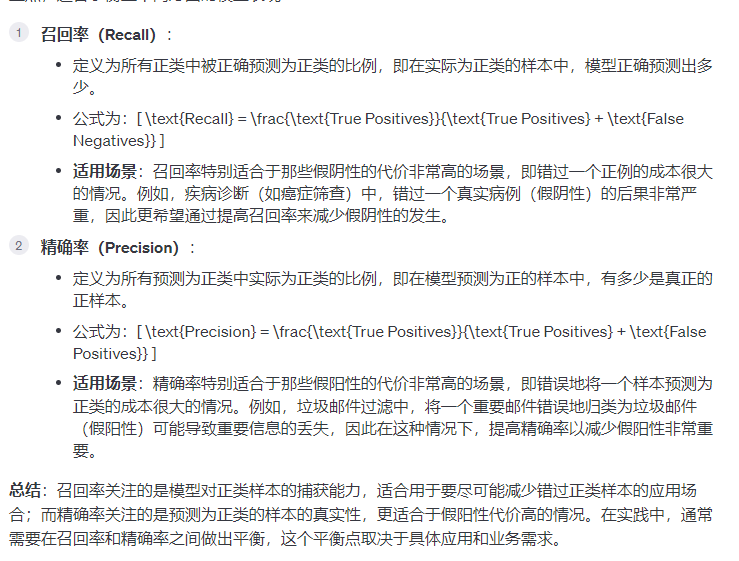 1 召回率（Recall）：
• 定义为所有正类中被正确预测为正类的比例，即在实际为正类的样本中，模型正确预测出多
少。
• 公式为：[ \text{Recall} = \frac{\text{True Positives}}{\text{True Positives} + \text{False
Negatives}} ]
• 适用场景：召回率特别适合于那些假阴性的代价非常高的场景，即错过一个正例的成本很大
的情况。例如，疾病诊断（如癌症筛查）中，错过一个真实病例（假阴性）的后果非常严
重，因此更希望通过提高召回率来减少假阴性的发生。
2 精确率（Precision）：
• 定义为所有预测为正类中实际为正类的比例，即在模型预测为正的样本中，有多少是真正的
正样本。
• 公式为：[ \text{Precision} = \frac{\text{True Positives}}{\text{True Positives} + \text{False
Positives}} ]
• 适用场景：精确率特别适合于那些假阳性的代价非常高的场景，即错误地将一个样本预测为
正类的成本很大的情况。例如，垃圾邮件过滤中，将一个重要邮件错误地归类为垃圾邮件
（假阳性）可能导致重要信息的丢失，因此在这种情况下，提高精确率以减少假阳性非常重
要。
总结：召回率关注的是模型对正类样本的捕获能力，适合用于要尽可能减少错过正类样本的应用场
合；而精确率关注的是预测为正类的样本的真实性，更适合于假阳性代价高的情况。在实践中，通常
需要在召回率和精确率之间做出平衡，这个平衡点取决于具体应用和业务需求。